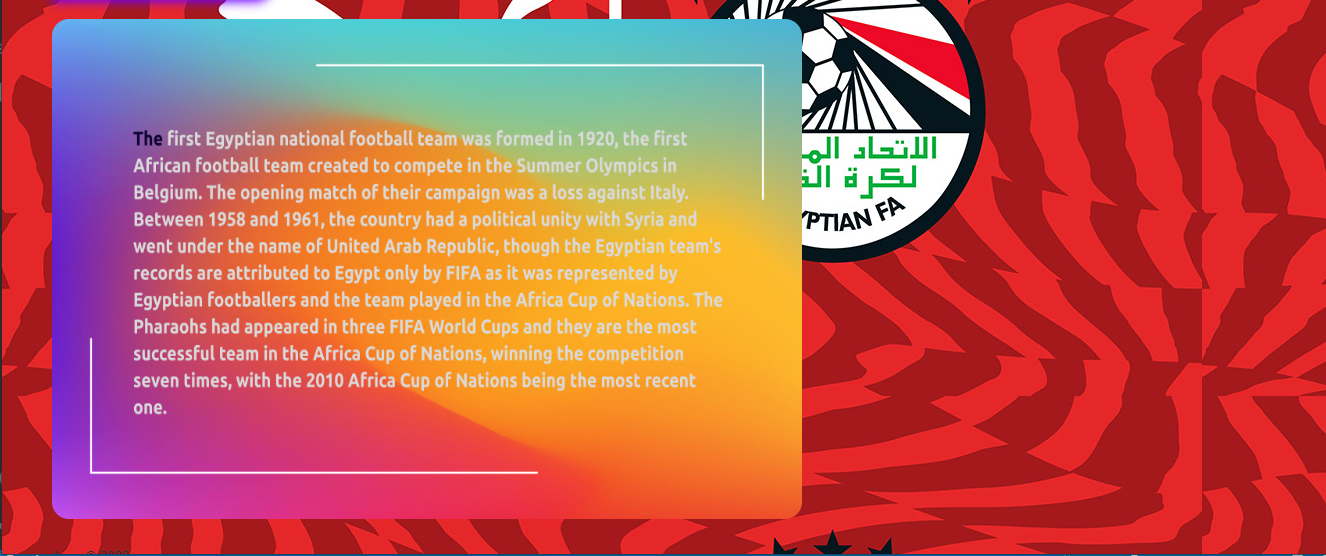 The first Egyptian national football team was formed in 1920, the first
African football team created to compete in the Summer Olympics in
Belgium. The opening match of their campaign was a loss against Italy.
Between 1958 and 1961, the country had a political unity with Syria and
went under the name of United Arab Republic, though the Egyptian team's
records are attributed to Egypt only by FIFA as it was represented by
Egyptian footballers and the team played in the Africa Cup of Nations. The
Pharaohs had appeared in three FIFA World Cups and they are the most
successful team in the Africa Cup of Nations, winning the competition
seven times, with the 2010 Africa Cup of Nations being the most recent
one.
الاتحاد
لكرة
FA